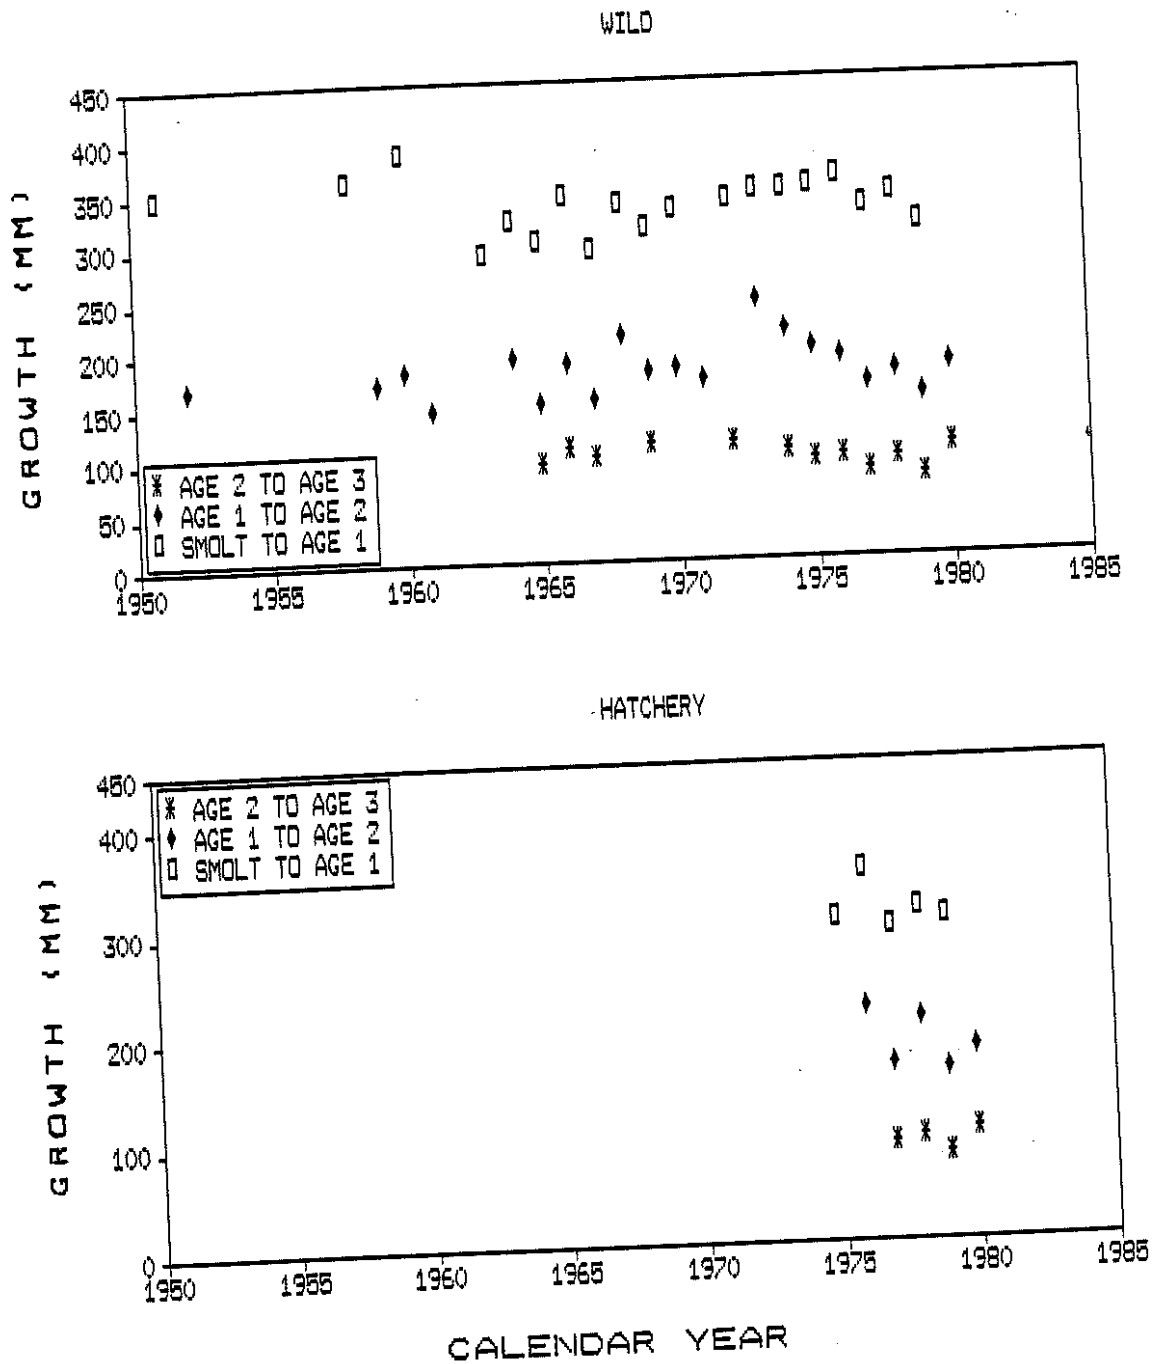 WILD
450
400
350
300
250
200
150
100
50
0
GROWTH (MM)
AGE 2 TO AGE 3
AGE 1 TO AGE 2
SMOLT TO AGE 1
1950 1955 1960 1965 1970 1975 1980 1985
HATCHERY
450
400
300
200
100
0
GROWTH (MM)
AGE 2 TO AGE 3
AGE 1 TO AGE 2
SMOLT TO AGE 1
1950 1955 1960 1965 1970 1975 1980 1985
CALENDAR YEAR